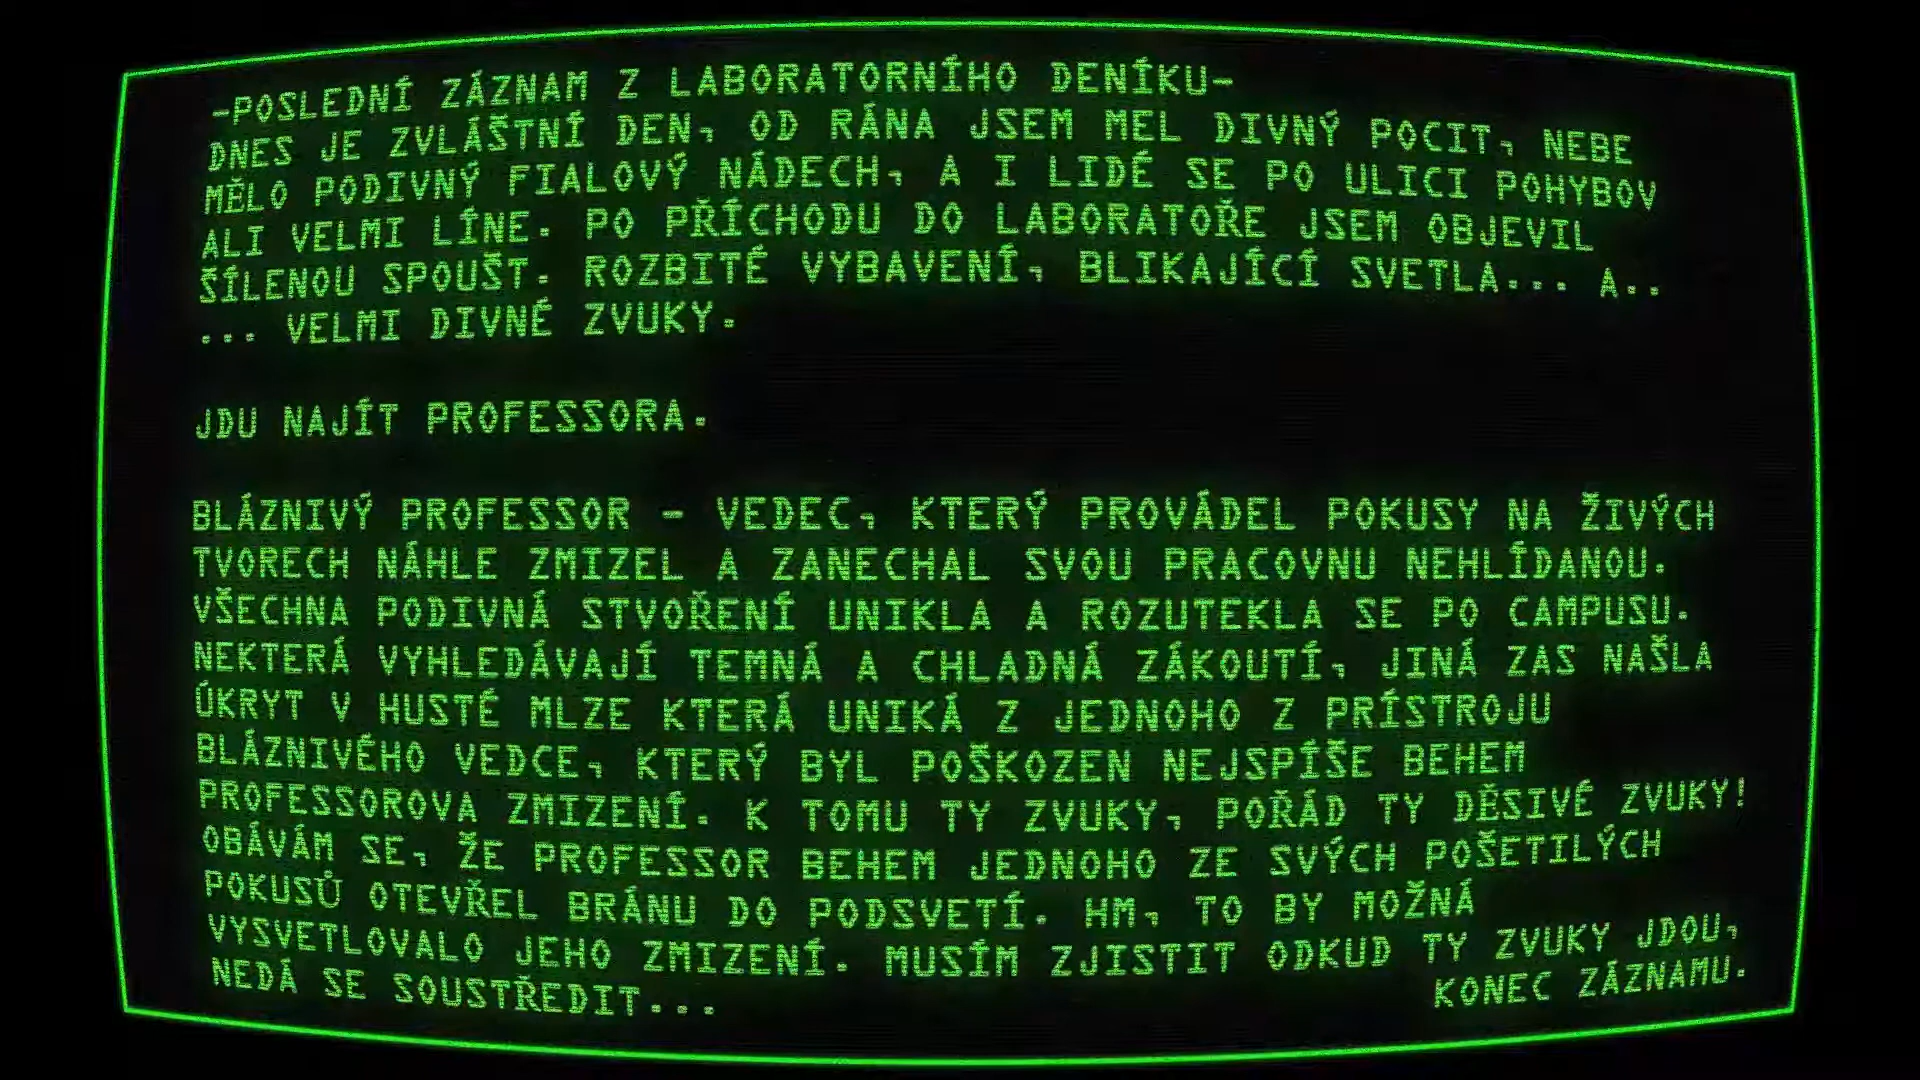 -POSLEDNÍ ZÁZNAM Z LABORATORNÍHO DENÍKU-
DNES JE ZVLÁŠTNÍ DEN, OD RÁNA JSEM MEL DIVNÝ POCIT, NEBE
MĚLO PODIVNÝ FIALOVÝ NÁDECH, A I LIDÉ SE PO ULICI POHYBOV
ALI VELMI LÍNE. PO PŘÍCHODU DO LABORATOŘE JSEM OBJEVIL
ŠÍLENOU SPOUŠT. ROZBITÉ VYBAVENÍ, BLIKAJÍCÍ SVETLA... A..
... VELMI DIVNÉ ZVUKY.
JDU NAJÍT PROFESSORA.
BLÁZNIVÝ PROFESSOR - VEDEC, KTERÝ PROVÁDEL POKUSY NA ŽIVÝCH
TVORECH NÁHLE ZMIZEL A ZANECHAL SVOU PRACOVNU NEHLÍDANOU.
VŠECHNA PODIVNÁ STVOŘENÍ UNIKLA A ROZUTEKLA SE PO CAMPUSU.
NEKTERÁ VYHLEDÁVAJÍ TEMNÁ A CHLADNÁ ZÁKOUTÍ, JINÁ ZAS NAŠLA
ÚKRYT V HUSTÉ MLZE KTERÁ UNIKÁ Z JEDNOHO Z PRÍSTROJU
BLÁZNIVÉHO VEDCE, KTERÝ BYL POŠKOZEN NEJSPÍŠE BEHEM
PROFESSOROVA ZMIZENÍ. K TOMU TY ZVUKY, POŘÁD TY DĚSIVÉ ZVUKY!
OBÁVÁM SE, ŽE PROFESSOR BEHEM JEDNOHO ZE SVÝCH POŠETILÝCH
POKUSŮ OTEVŘEL BRÁNU DO PODSVETÍ. HM, TO BY MOŽNÁ
VYSVETLOVALO JEHO ZMIZENÍ. MUSÍM ZJISTIT ODKUD TY ZVUKY JDOU,
NEDÁ SE SOUSTŘEDIT... KONEC ZÁZNAMU.